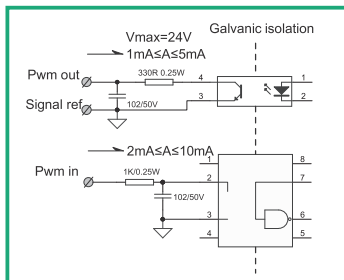 Vmax=24V
Galvanic isolation
1mA≤A≤5mA
Pwm out
330R 0.25W
4
1
3
2
Signal ref
102/50V
2mA≤A≤10mA
Pwm in
1K/0.25W
1
8
2
7
102/50V
3
6
4
5